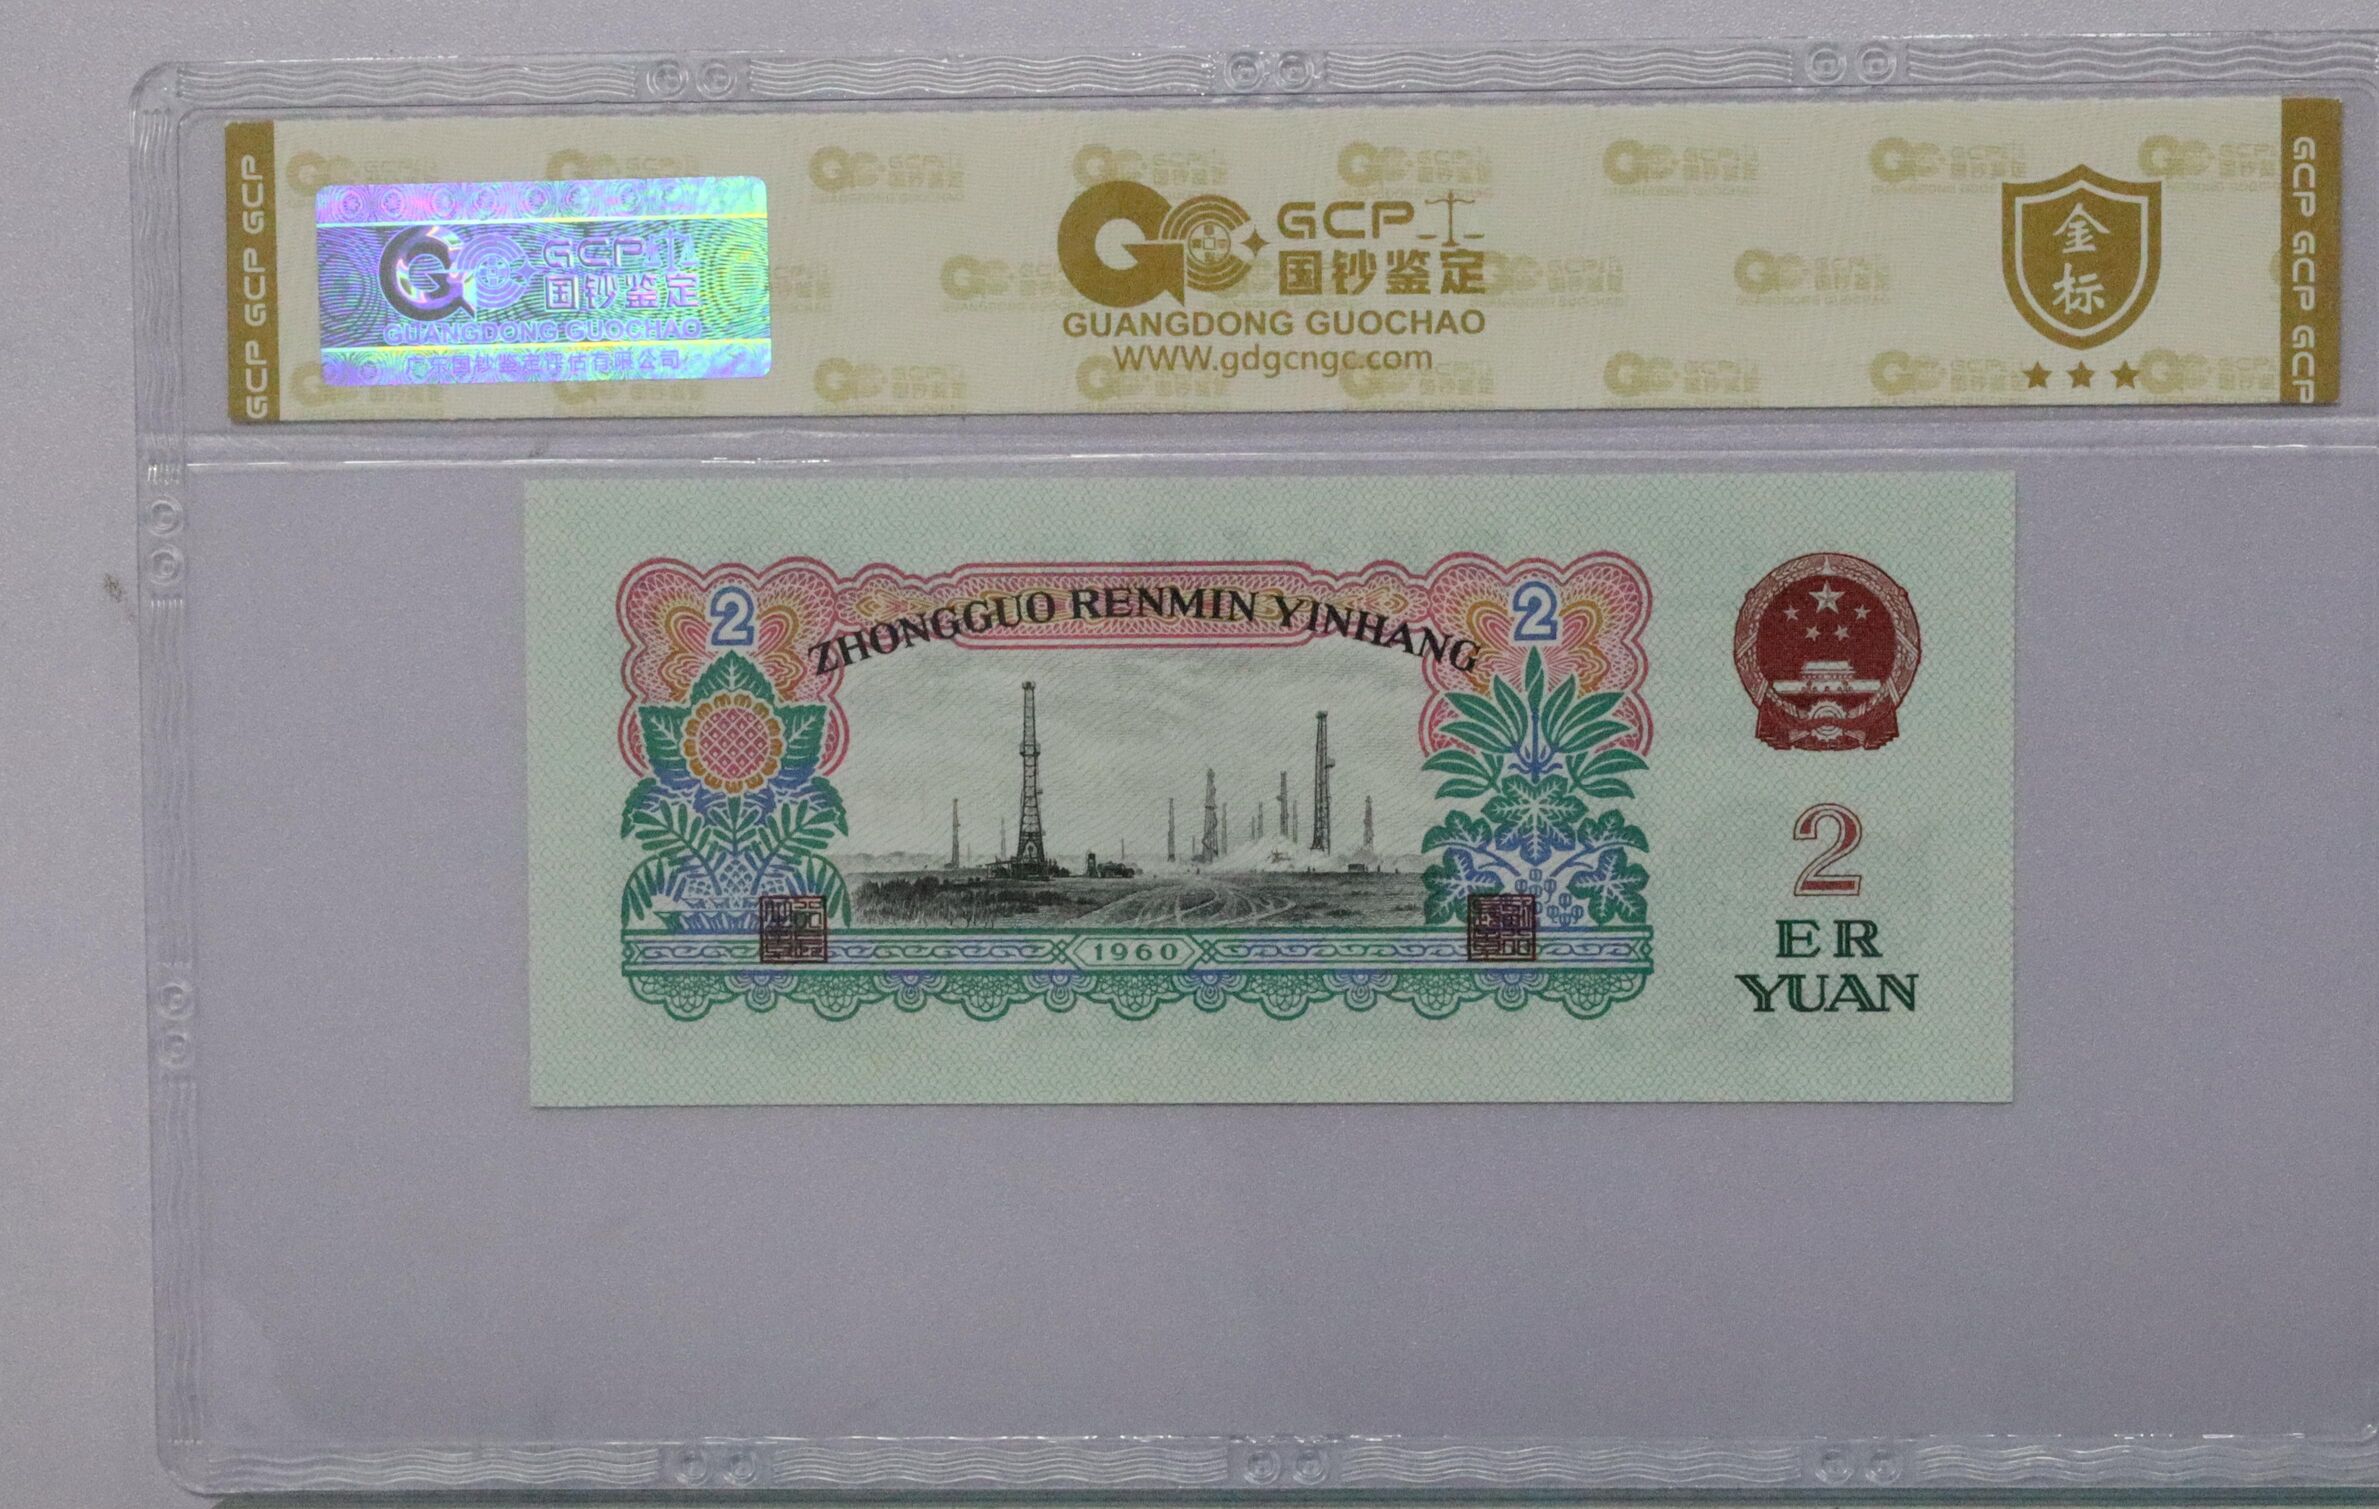 GCP GCP GCP
GCP 国钞鉴定
GUANGDONG GUOCHAO
广东国钞鉴定评估有限公司
GCP
国钞鉴定
GUANGDONG GUOCHAO
WWW.gdgcngc.com
金标
GCP GCP GCP
2
ZHONGGUO RENMIN YINHANG
2
1960
2
ER
YUAN